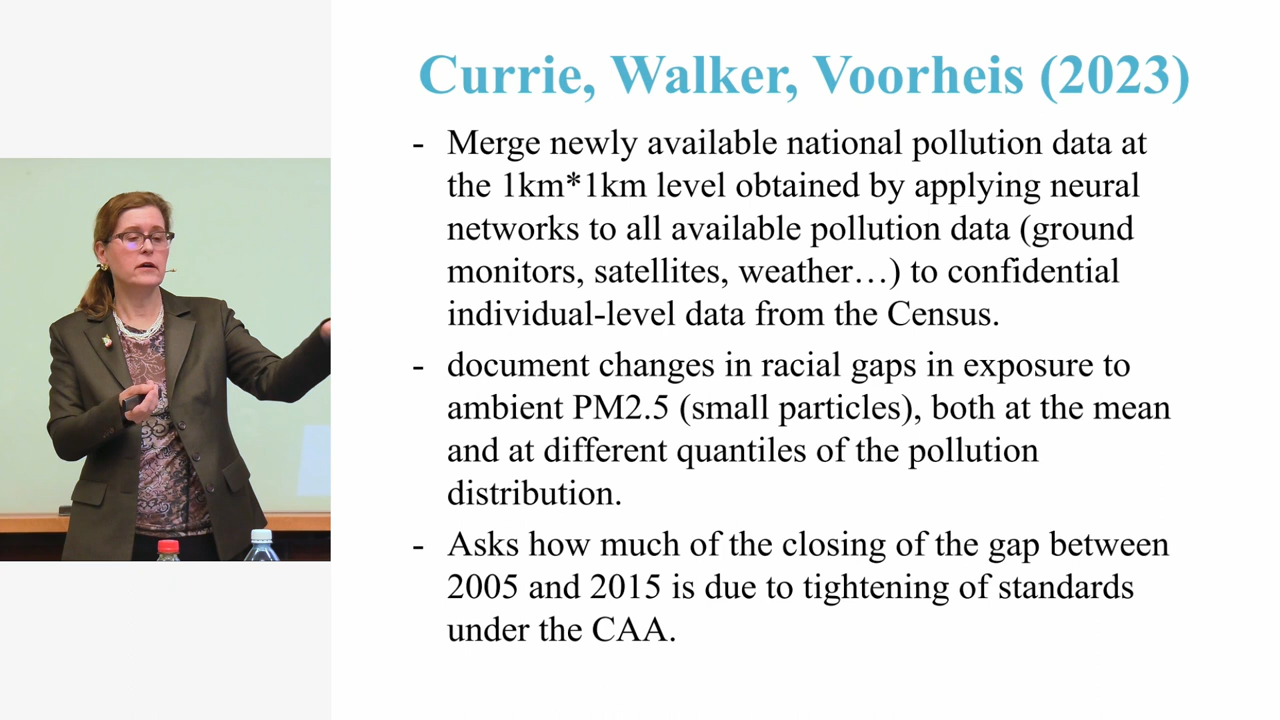 Currie, Walker, Voorheis (2023)
- Merge newly available national pollution data at
the 1km*1km level obtained by applying neural
networks to all available pollution data (ground
monitors, satellites, weather…) to confidential
individual-level data from the Census.
- document changes in racial gaps in exposure to
ambient PM2.5 (small particles), both at the mean
and at different quantiles of the pollution
distribution.
- Asks how much of the closing of the gap between
2005 and 2015 is due to tightening of standards
under the CAA.